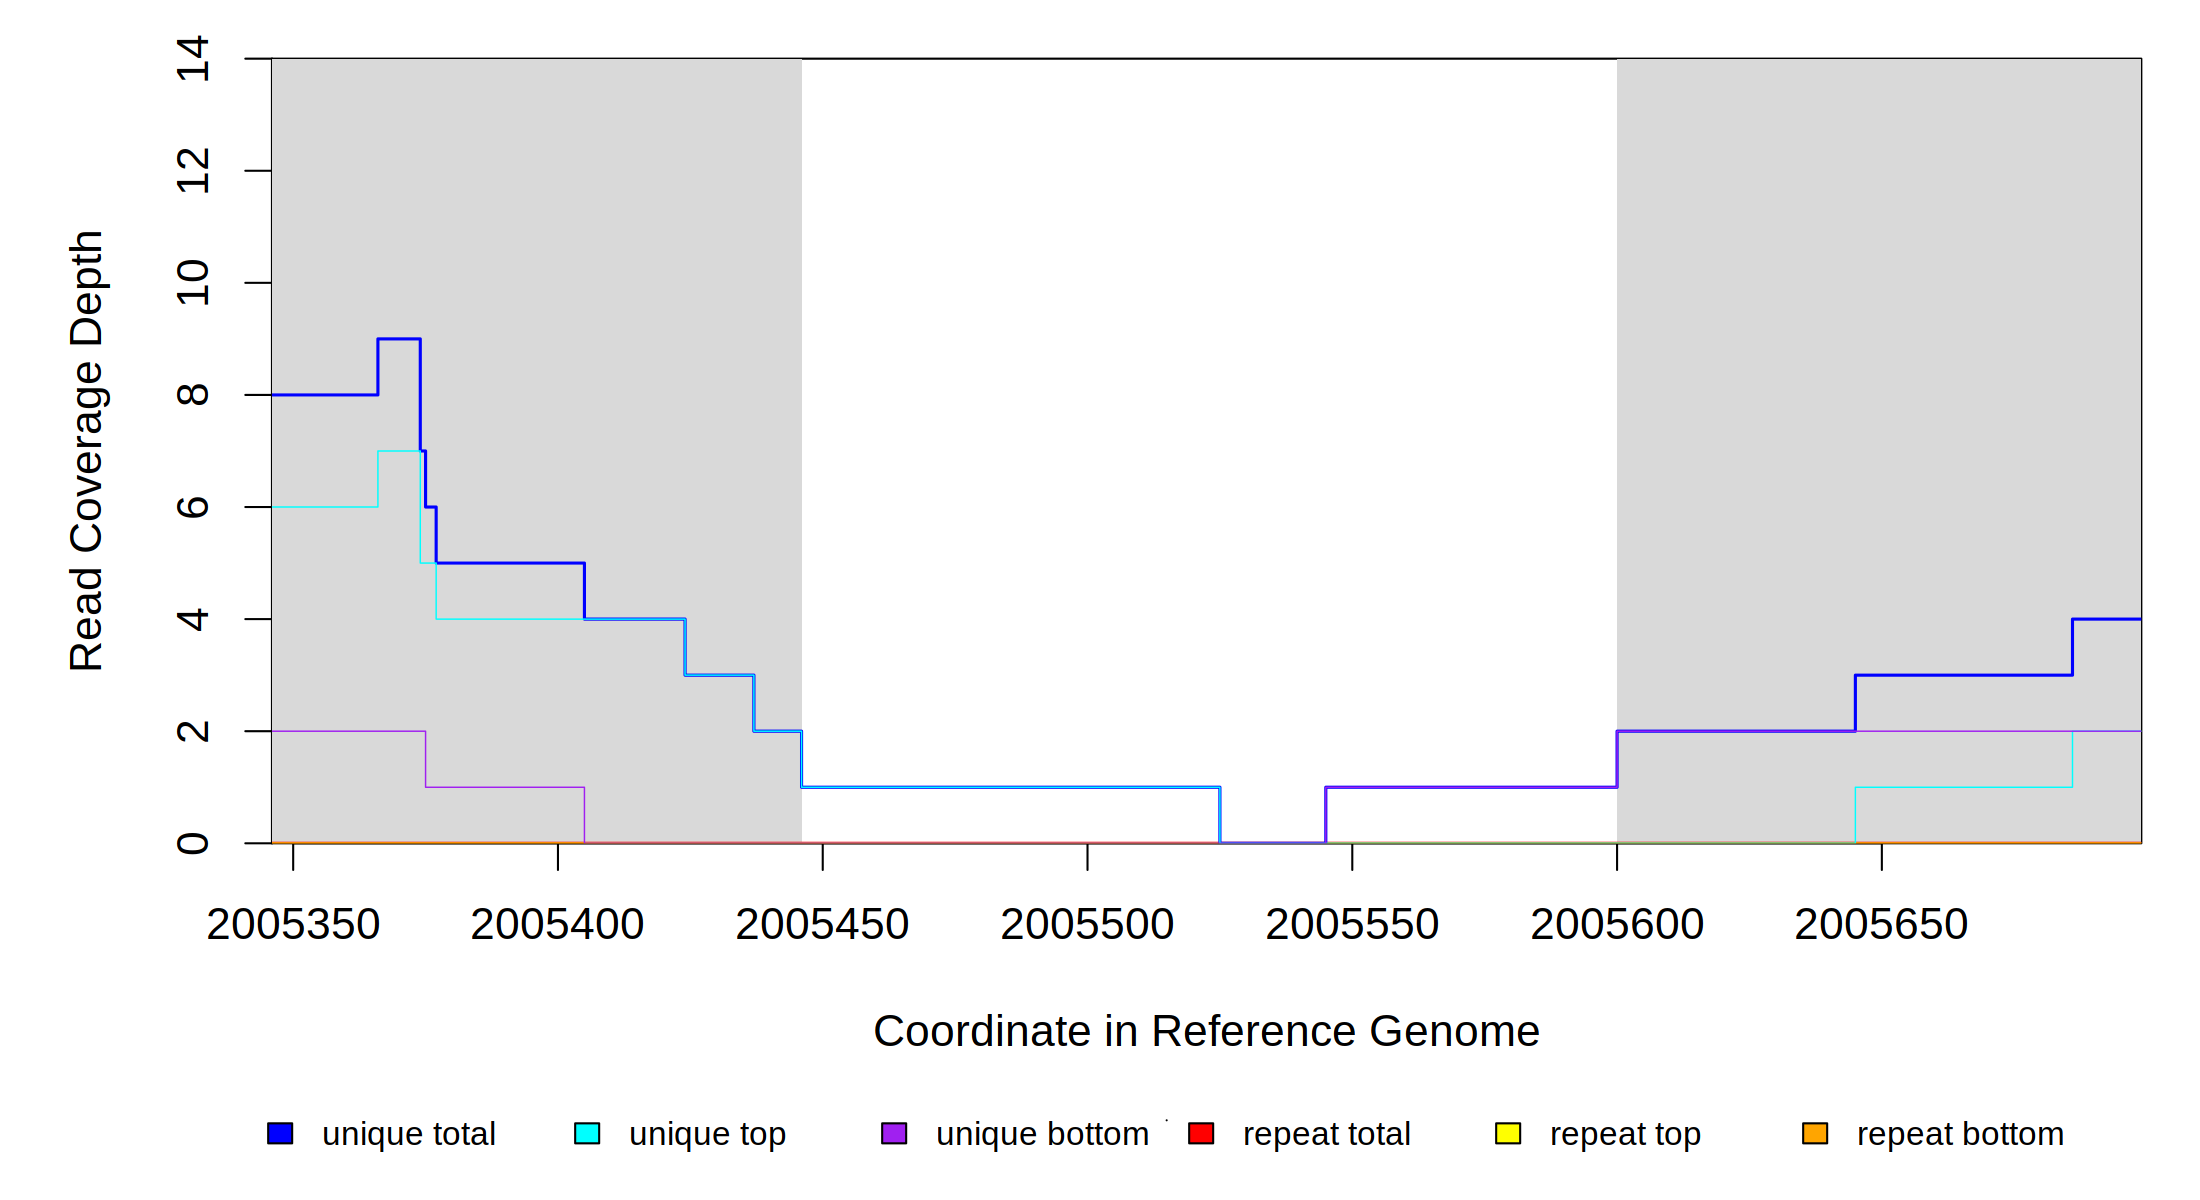 14
12
10
8
6
4
2
0
Read Coverage Depth
2005350 2005400 2005450 2005500 2005550 2005600 2005650
Coordinate in Reference Genome
unique total unique top unique bottom repeat total repeat top repeat bottom